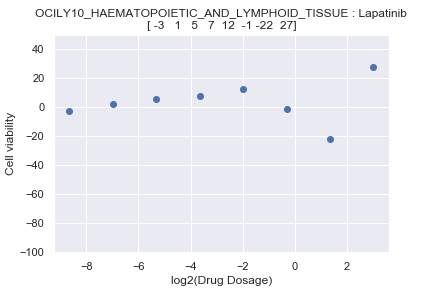 OCILY10_HAEMATOPOIETIC_AND_LYMPHOID_TISSUE : Lapatinib
[ -3 1 5 7 12 -1 -22 27]
40
20
0
−20
−40
−60
−80
−100
Cell viability
−8 −6 −4 −2 0 2
log2(Drug Dosage)